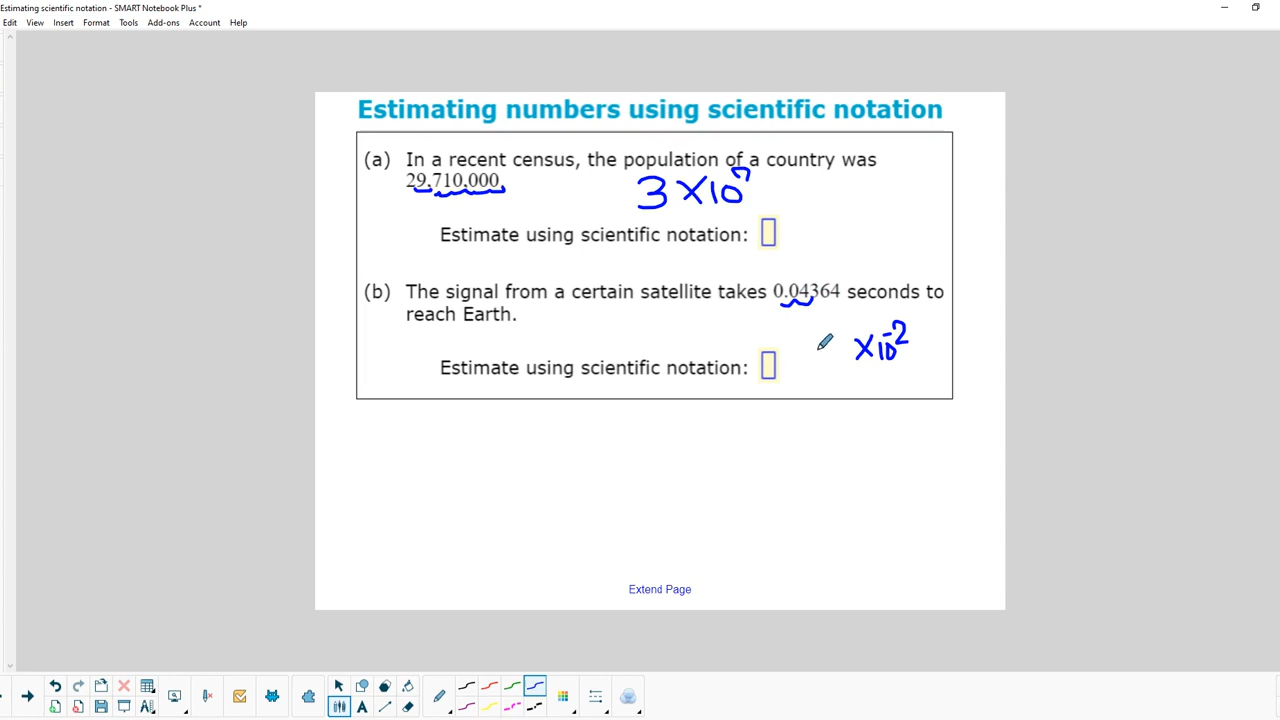 Estimating scientific notation - SMART Notebook Plus *
Edit View Insert Format Tools Add-ons Account Help
Estimating numbers using scientific notation
(a) In a recent census, the population of a country was
29,710,000.
3 ×10⁷
Estimate using scientific notation:
(b) The signal from a certain satellite takes 0.04364 seconds to
reach Earth.
×10⁻²
Estimate using scientific notation:
Extend Page